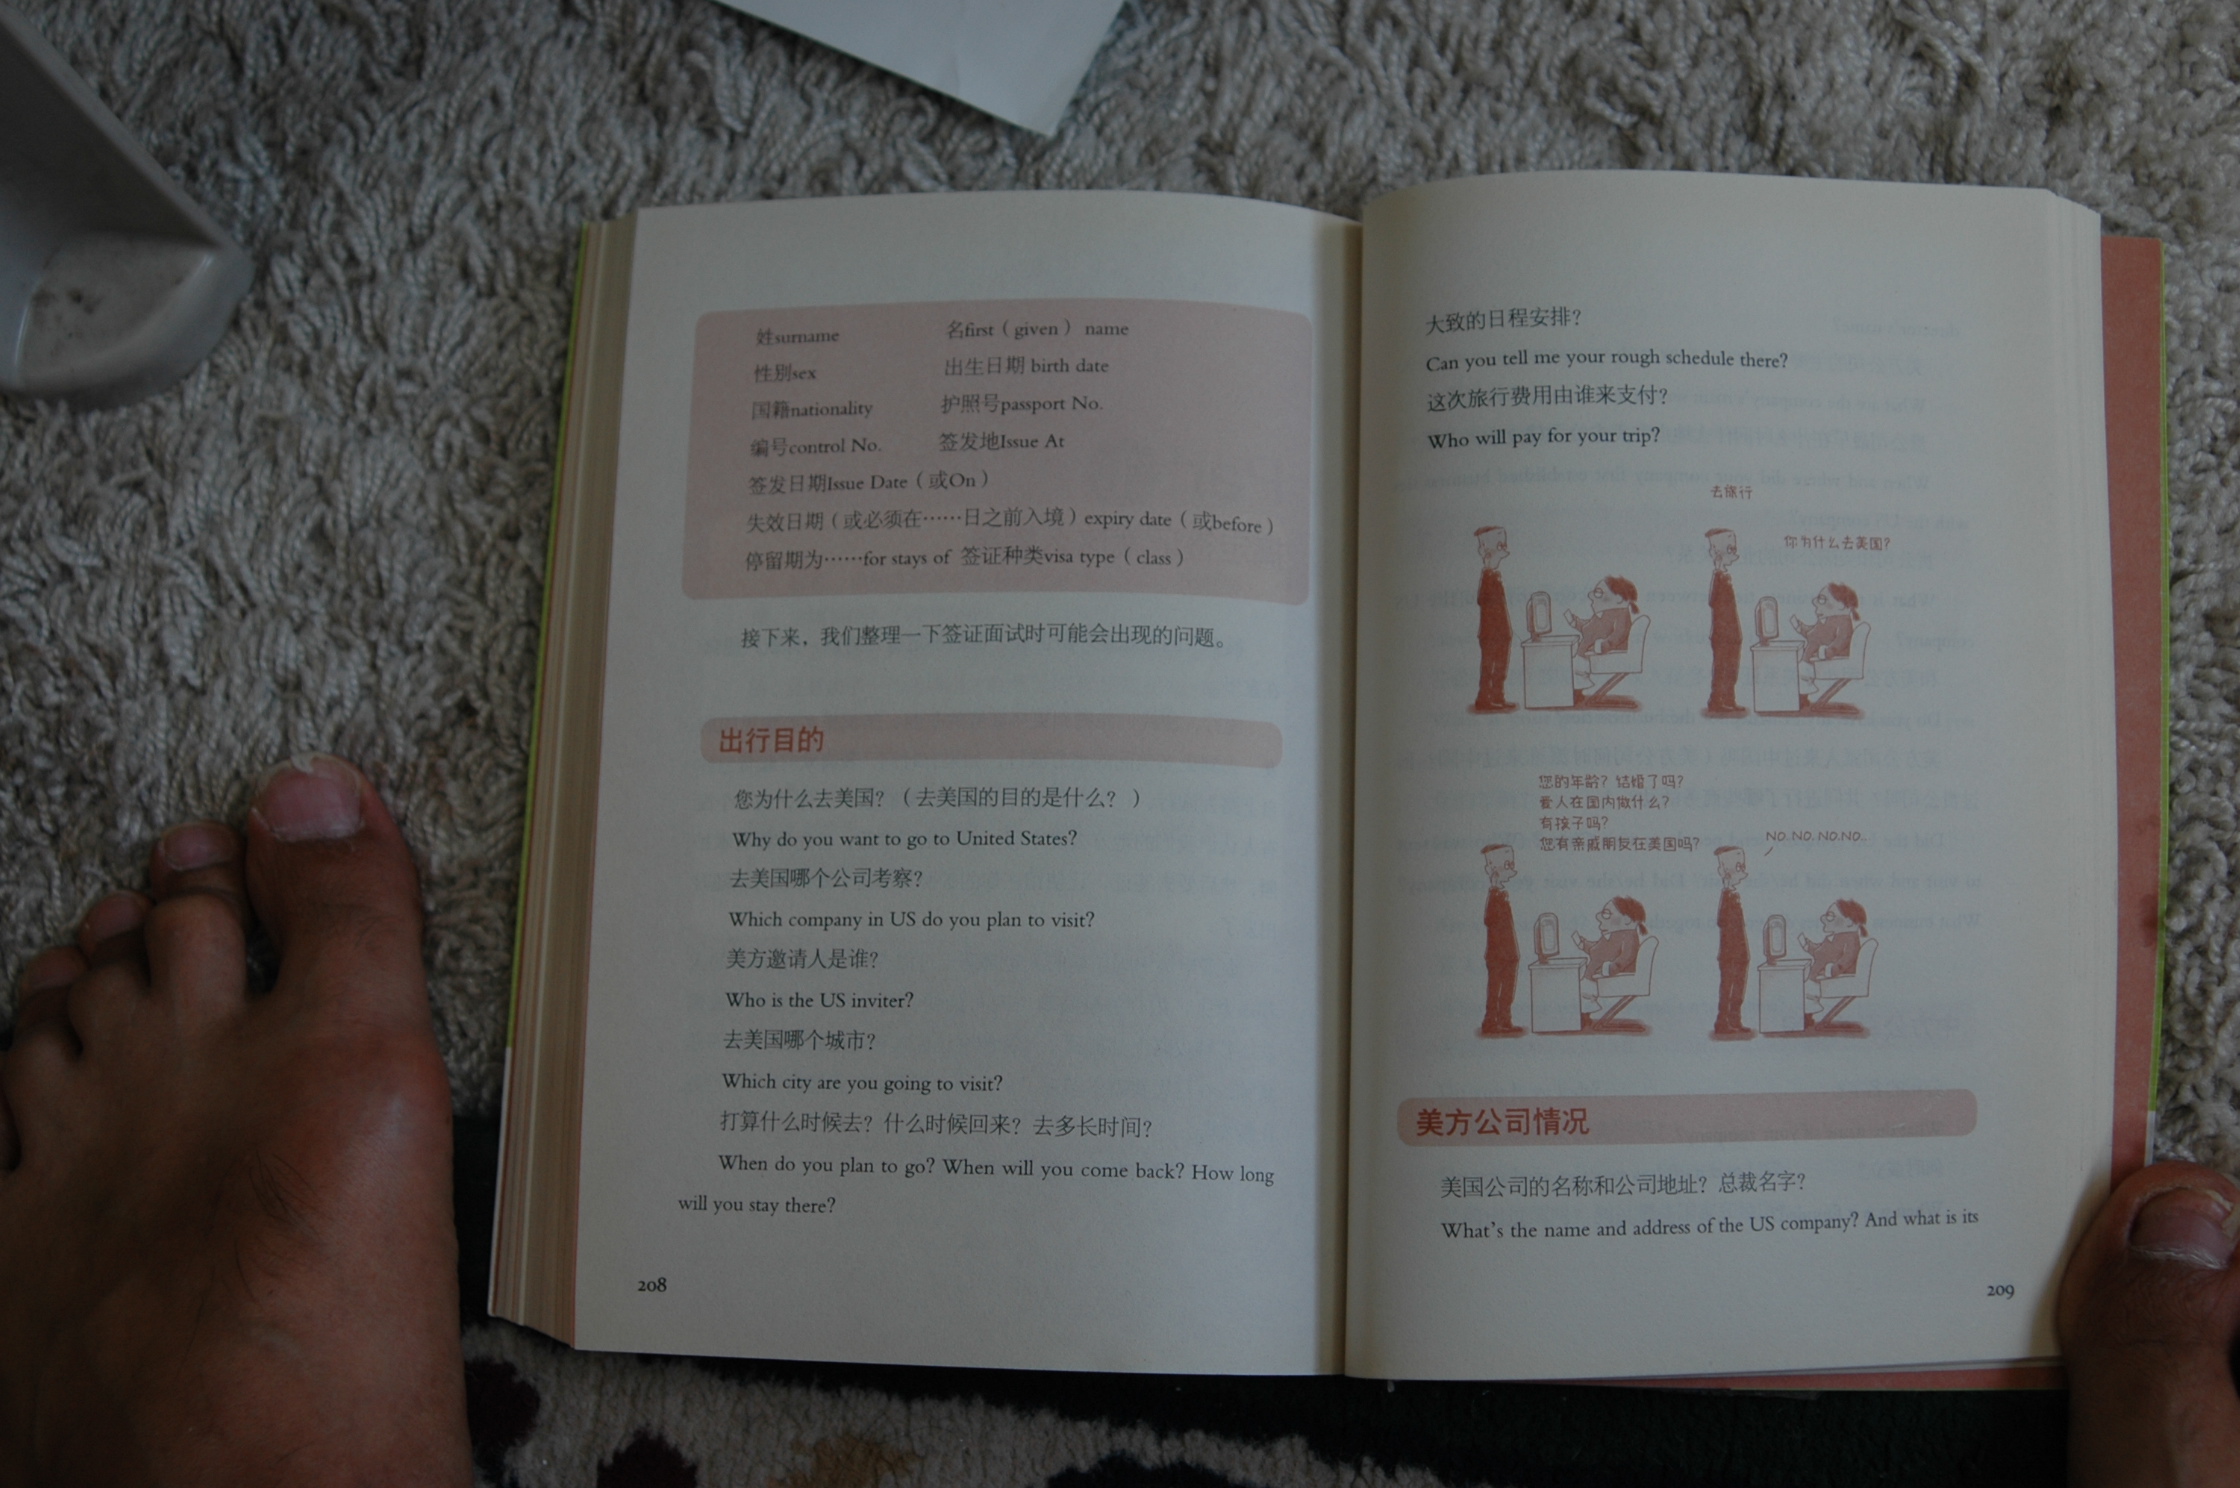 姓surname 名first（given）name
性别sex 出生日期 birth date
国籍nationality 护照号passport No.
编号control No. 签发地Issue At
签发日期Issue Date（或On）
失效日期（或必须在……日之前入境）expiry date（或before）
停留期为……for stays of 签证种类visa type（class）
接下来，我们整理一下签证面试时可能会出现的问题。
出行目的
您为什么去美国？（去美国的目的是什么？）
Why do you want to go to United States?
去美国哪个公司考察？
Which company in US do you plan to visit?
美方邀请人是谁？
Who is the US inviter?
去美国哪个城市？
Which city are you going to visit?
打算什么时候去？什么时候回来？去多长时间？
When do you plan to go? When will you come back? How long
will you stay there?
208
大致的日程安排？
Can you tell me your rough schedule there?
这次旅行费用由谁来支付？
Who will pay for your trip?
你为什么去美国？
去旅行
您的年龄？结婚了吗？
爱人在国内做什么？
有孩子吗？
您有亲戚朋友在美国吗？
NO.NO.NO.NO...
美方公司情况
美国公司的名称和公司地址？总裁名字？
What's the name and address of the US company? And what is its
209